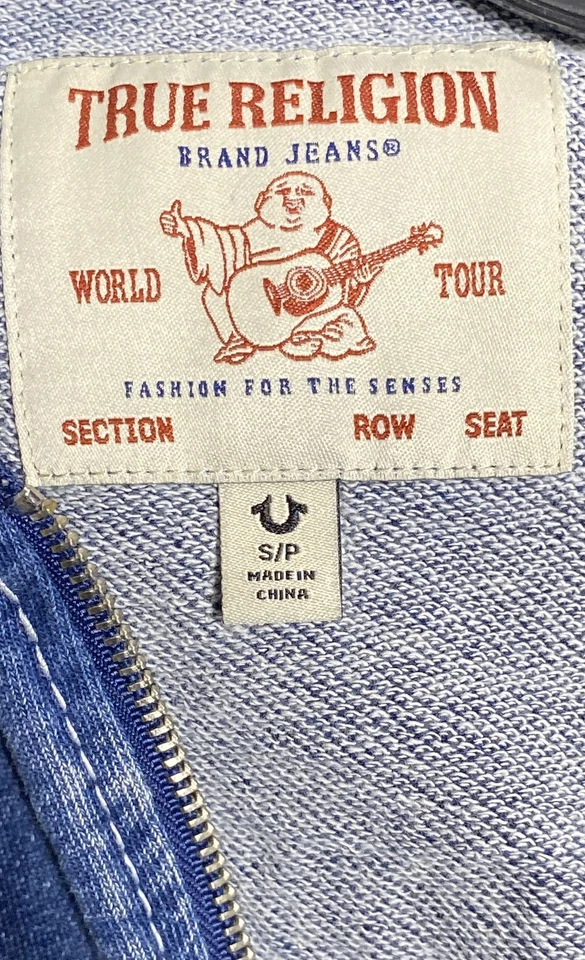 TRUE RELIGION
BRAND JEANS®
WORLD TOUR
FASHION FOR THE SENSES
SECTION ROW SEAT
S/P
MADE IN
CHINA